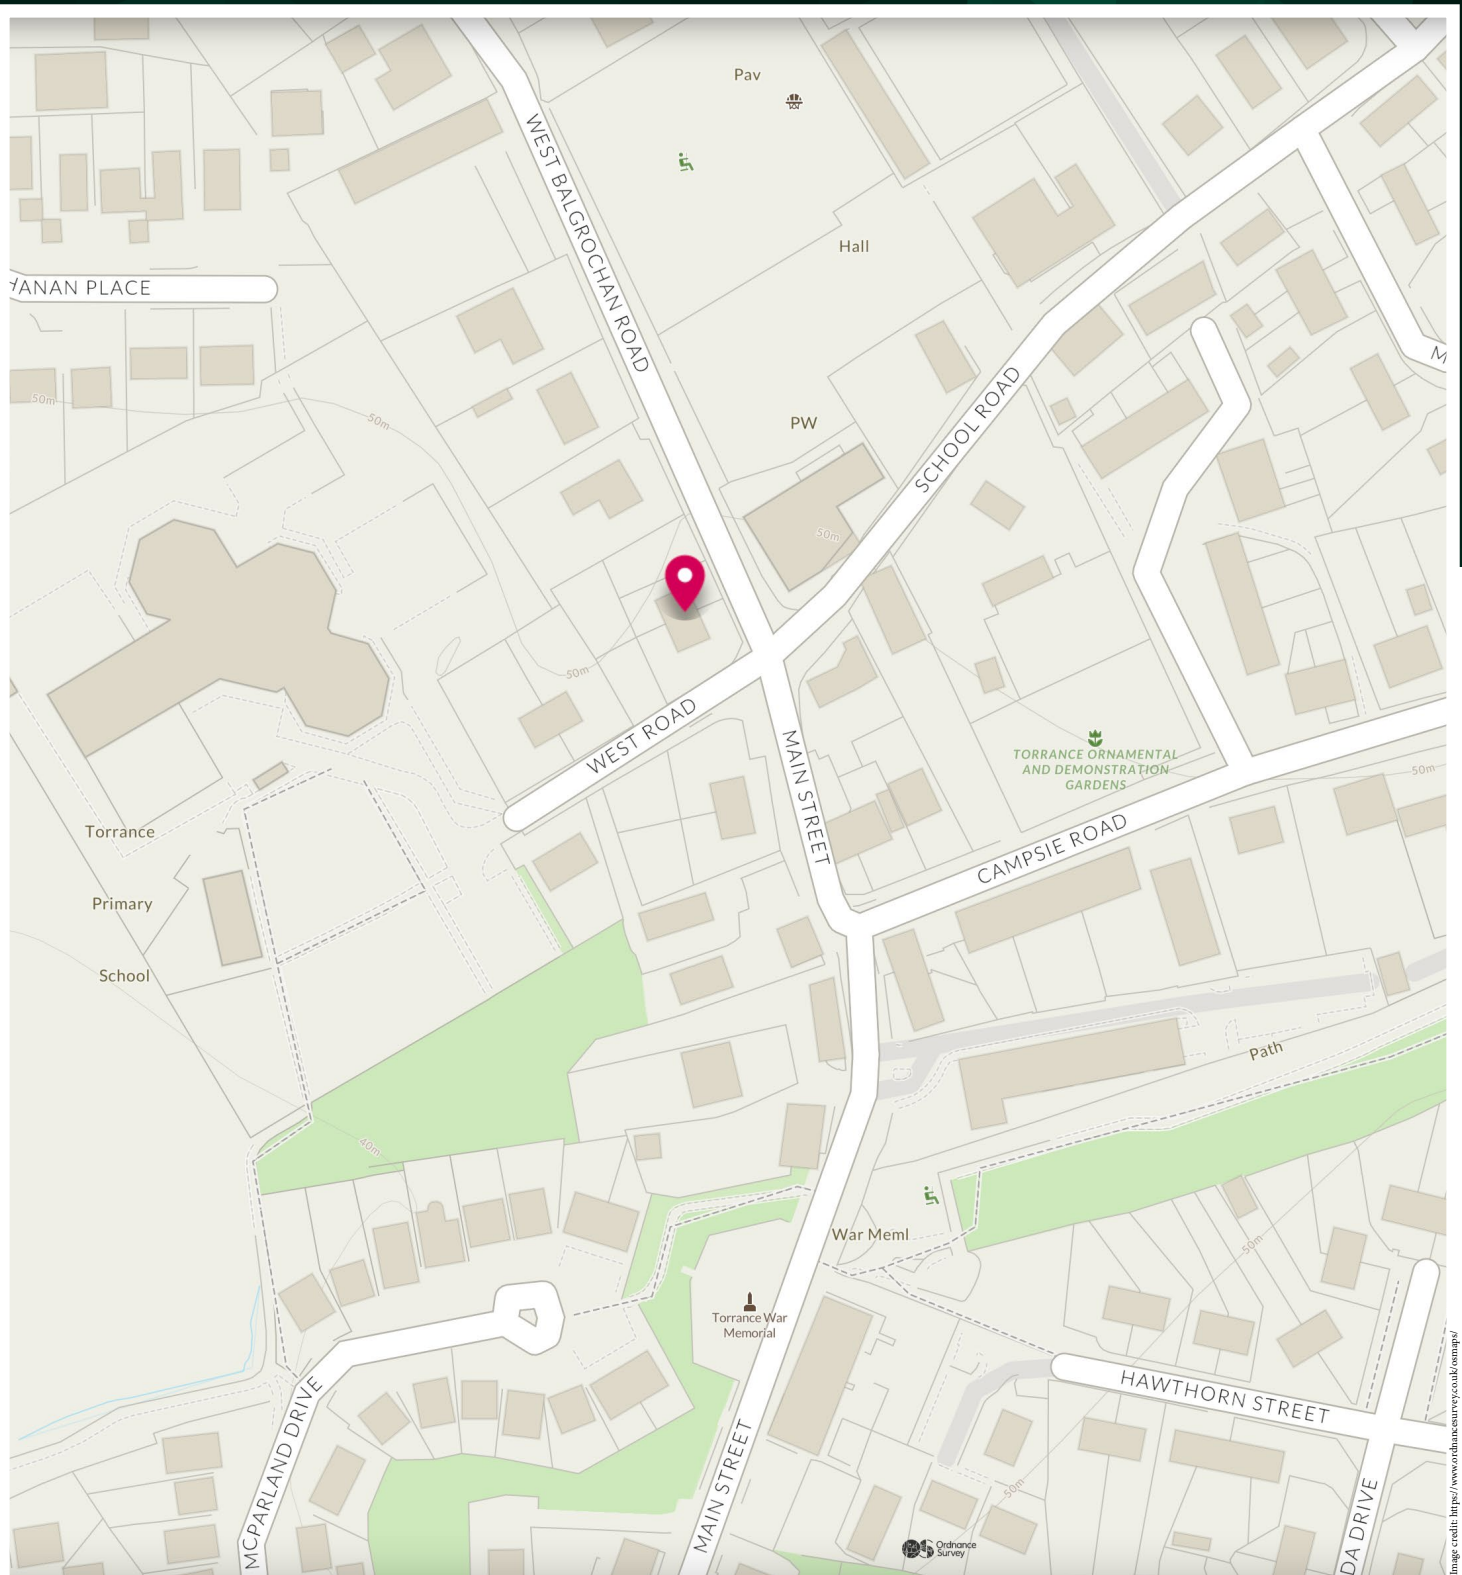 Pav
WEST BALGROCHAN ROAD
Hall
ANAN PLACE
50m
50m
PW
SCHOOL ROAD
50m
50m
WEST ROAD
MAIN STREET
TORRANCE ORNAMENTAL
AND DEMONSTRATION
GARDENS
50m
CAMPSIE ROAD
Torrance
Primary
School
Path
40m
War Meml
50m
Torrance War
Memorial
HAWTHORN STREET
MCPARLAND DRIVE
MAIN STREET
50m
DA DRIVE
Ordnance
Survey
Image credit: https://www.ordnancesurvey.co.uk/osmaps/